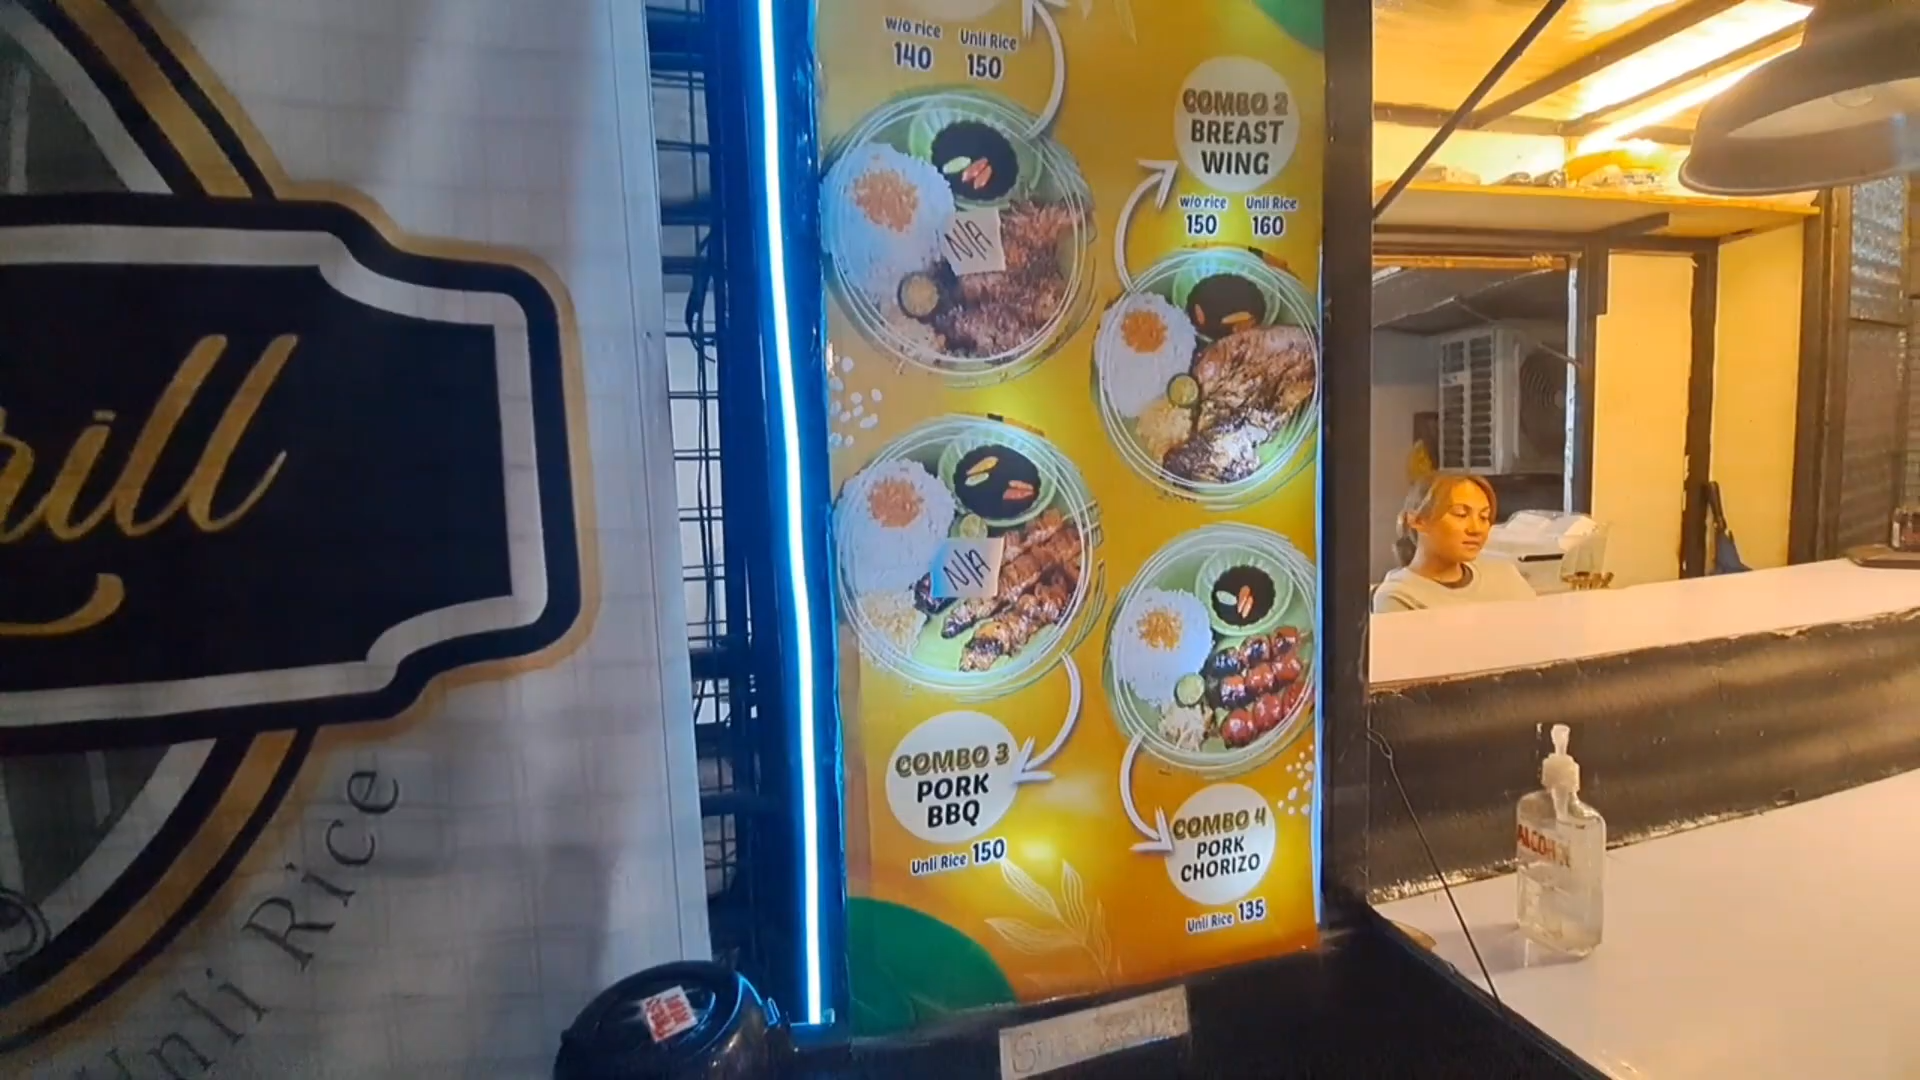 rill
Unli Rice
w/o rice Unli Rice
140 150
N/A
COMBO 2
BREAST
WING
w/o rice Unli Rice
150 160
N/A
COMBO 3
PORK
BBQ
Unli Rice 150
COMBO 4
PORK
CHORIZO
Unli Rice 135
ALCOHOL